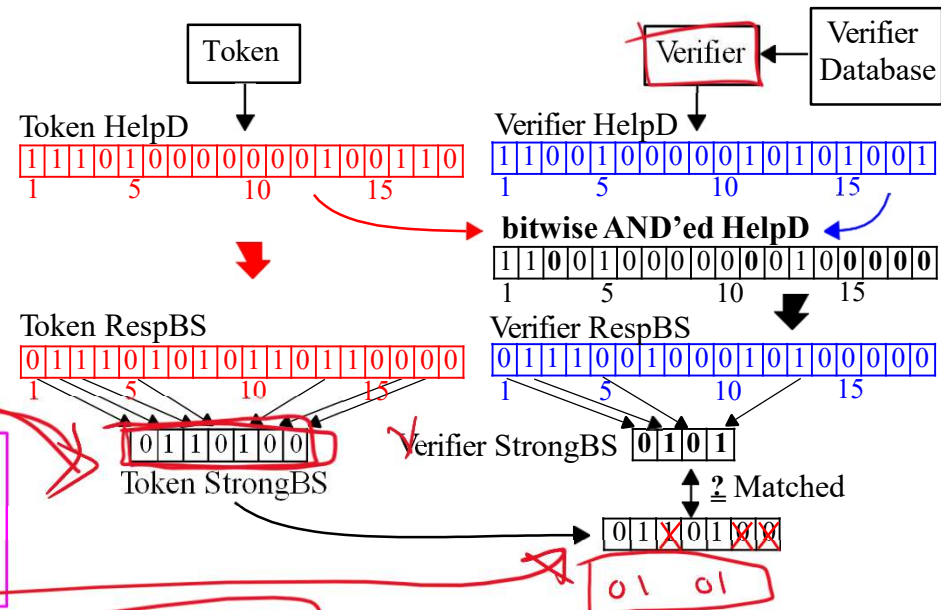 Token
Verifier
Verifier
Database
Token HelpD
Verifier HelpD
1 1 1 0 1 0 0 0 0 0 0 0 1 0 0 1 1 0
1 1 0 0 1 0 0 0 0 0 1 0 1 0 1 0 0 1
1 5 10 15
1 5 10 15
bitwise AND'ed HelpD
1 1 0 0 1 0 0 0 0 0 0 0 1 0 0 0 0 0
1 5 10 15
Token RespBS
Verifier RespBS
0 1 1 1 0 1 0 1 0 1 1 0 1 1 0 0 0 0
0 1 1 1 0 0 1 0 0 0 1 0 1 0 0 0 0 0
1 5 10 15
1 5 10 15
0 1 1 0 1 0 0
Verifier StrongBS
0 1 0 1
Token StrongBS
? Matched
0 1 1 0 1 0 0
01 01